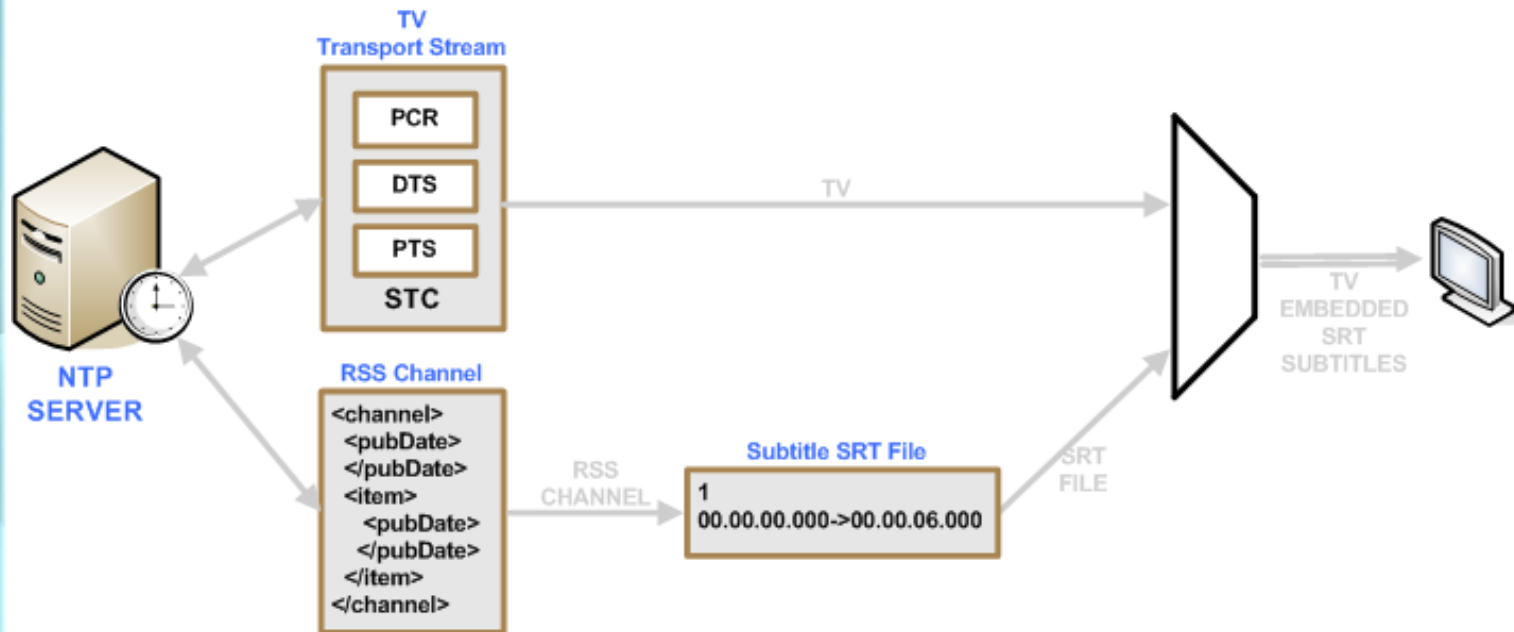 TV
Transport Stream
PCR
DTS
PTS
STC
TV
NTP
SERVER
RSS Channel
<channel>
<pubDate>
</pubDate>
<item>
<pubDate>
</pubDate>
</item>
</channel>
RSS
CHANNEL
Subtitle SRT File
1
00.00.00.000->00.00.06.000
SRT
FILE
TV
EMBEDDED
SRT
SUBTITLES